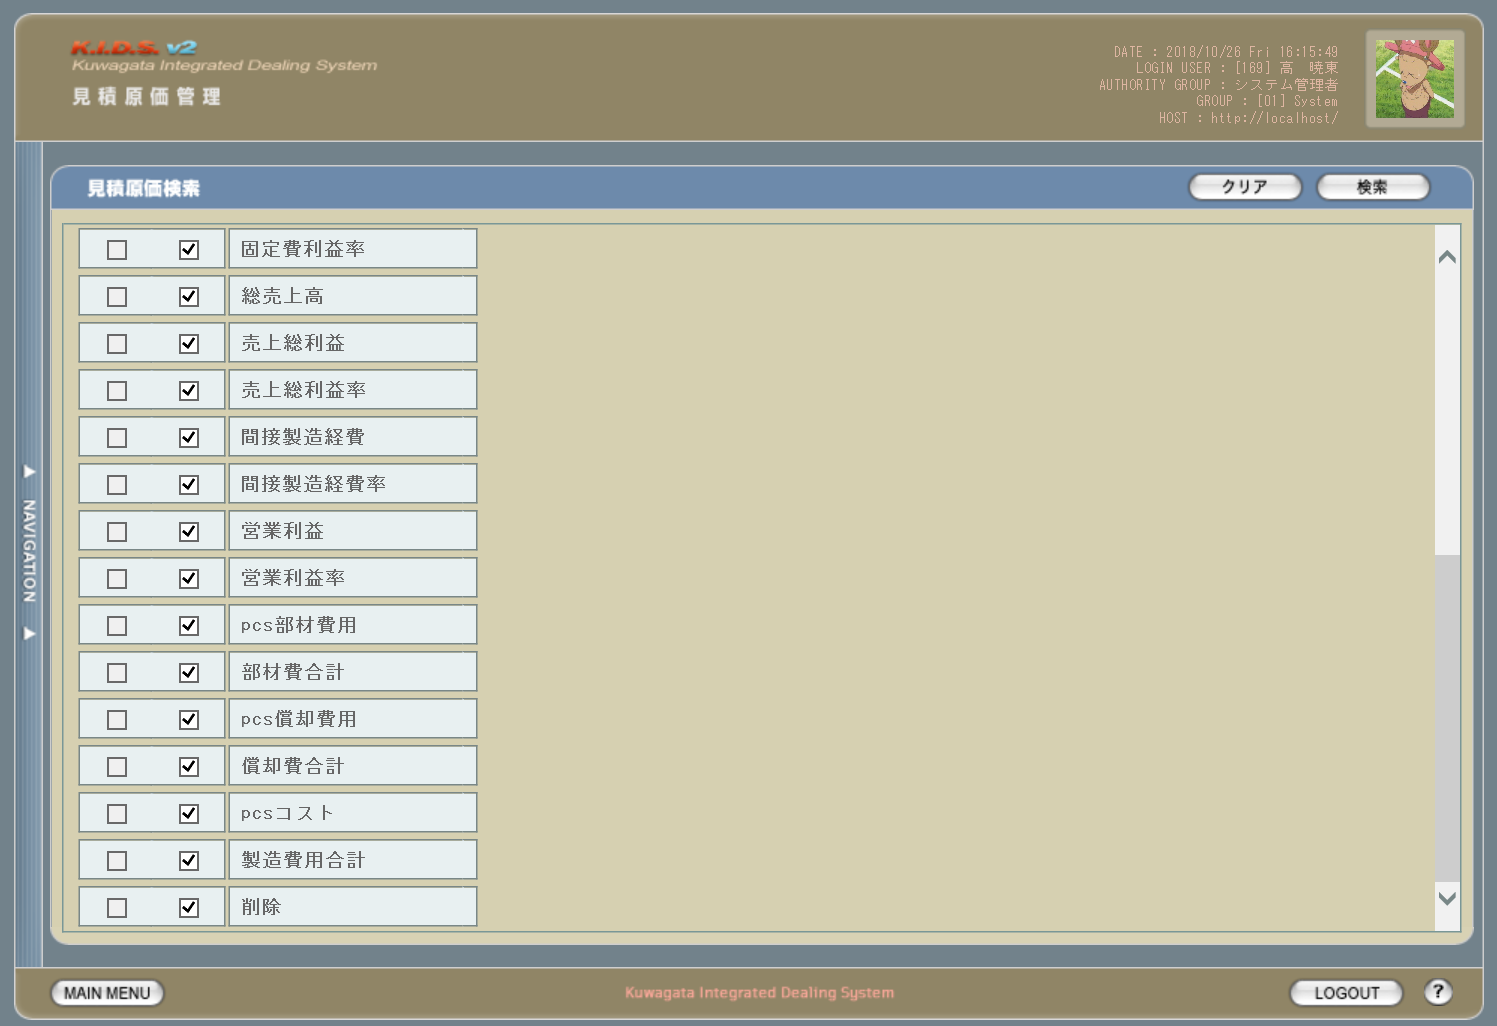 K.I.D.S. v2
Kuwagata Integrated Dealing System
見積原価管理
DATE : 2018/10/26 Fri 16:15:49
LOGIN USER : [169] 高　暁東
AUTHORITY GROUP : システム管理者
GROUP : [01] System
HOST : http://localhost/
見積原価検索
クリア
検索
固定費利益率
総売上高
売上総利益
売上総利益率
間接製造経費
間接製造経費率
営業利益
営業利益率
pcs部材費用
部材費合計
pcs償却費用
償却費合計
pcsコスト
製造費用合計
削除
NAVIGATION
MAIN MENU
Kuwagata Integrated Dealing System
LOGOUT
?